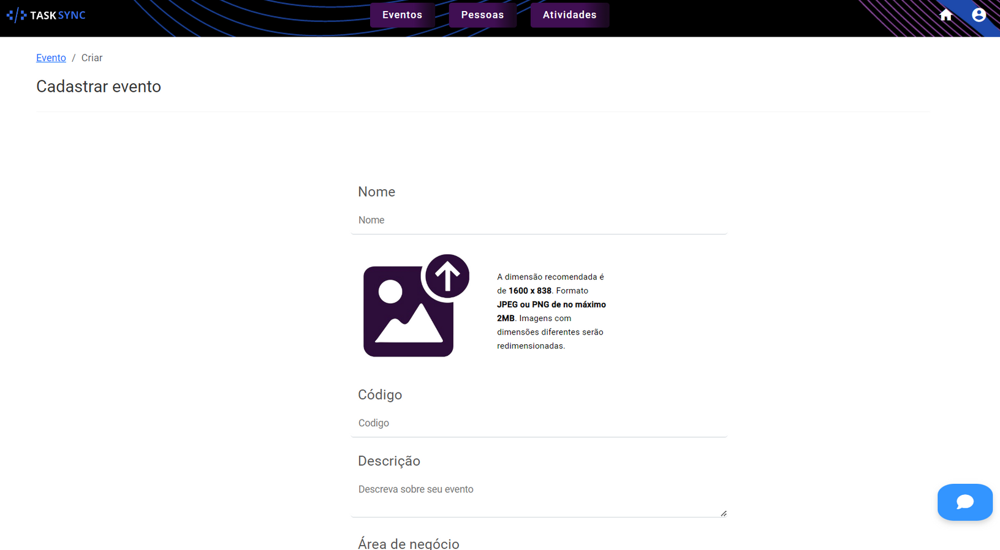 TASK SYNC
Eventos
Pessoas
Atividades
Evento / Criar
Cadastrar evento
Nome
Nome
A dimensão recomendada é
de 1600 x 838. Formato
JPEG ou PNG de no máximo
2MB. Imagens com
dimensões diferentes serão
redimensionadas.
Código
Codigo
Descrição
Descreva sobre seu evento
Área de negócio